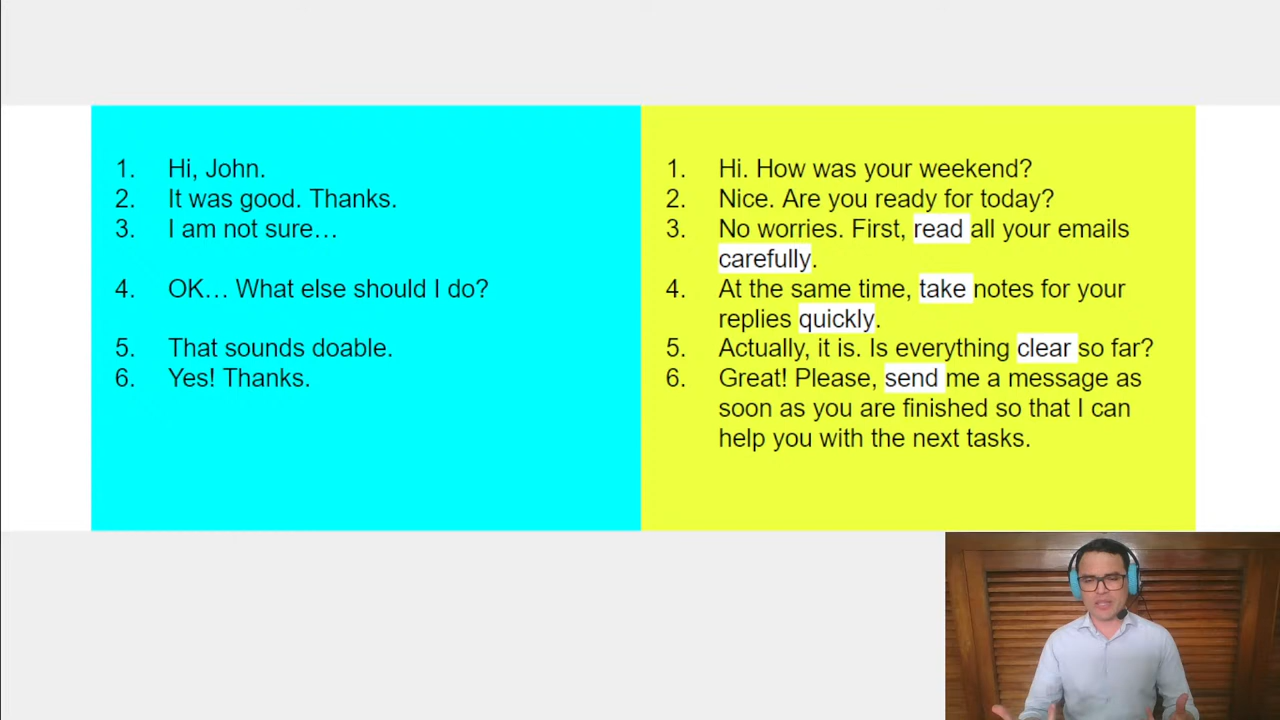 1. Hi, John.
2. It was good. Thanks.
3. I am not sure…
4. OK… What else should I do?
5. That sounds doable.
6. Yes! Thanks.
1. Hi. How was your weekend?
2. Nice. Are you ready for today?
3. No worries. First, read all your emails
carefully.
4. At the same time, take notes for your
replies quickly.
5. Actually, it is. Is everything clear so far?
6. Great! Please, send me a message as
soon as you are finished so that I can
help you with the next tasks.